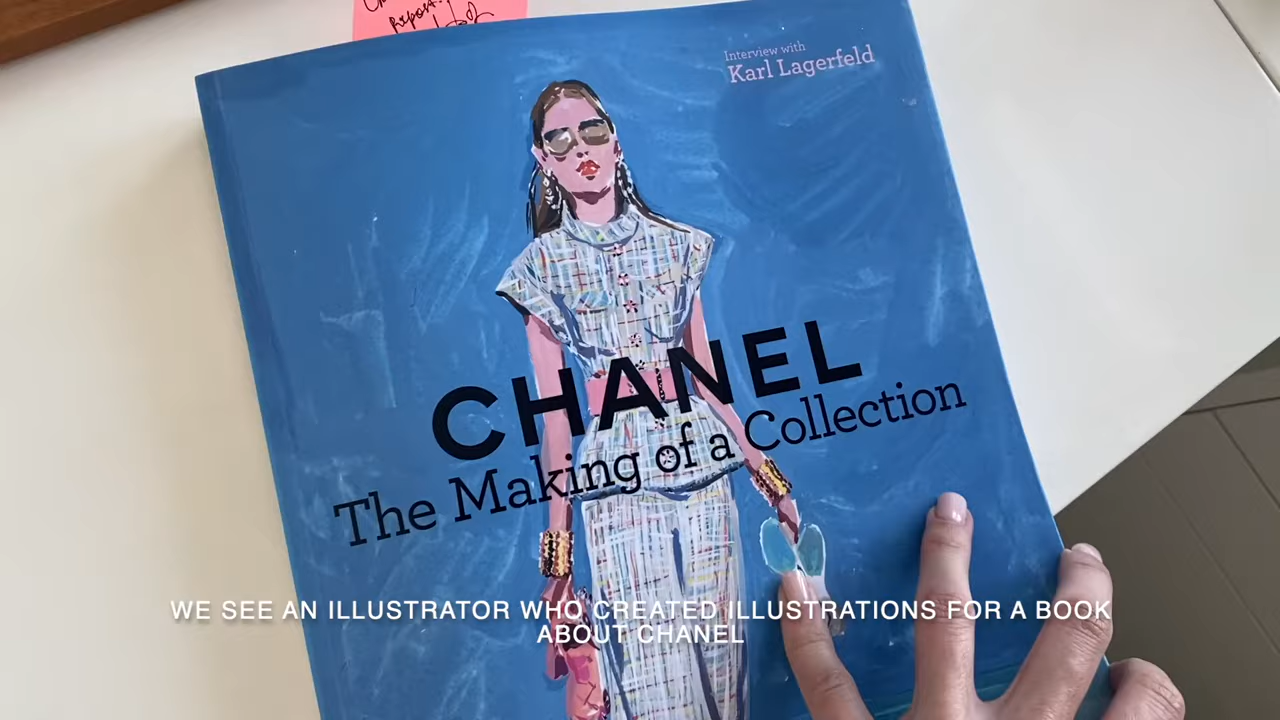 Report.
Interview with
Karl Lagerfeld
CHANEL
The Making of a Collection
WE SEE AN ILLUSTRATOR WHO CREATED ILLUSTRATIONS FOR A BOOK
ABOUT CHANEL